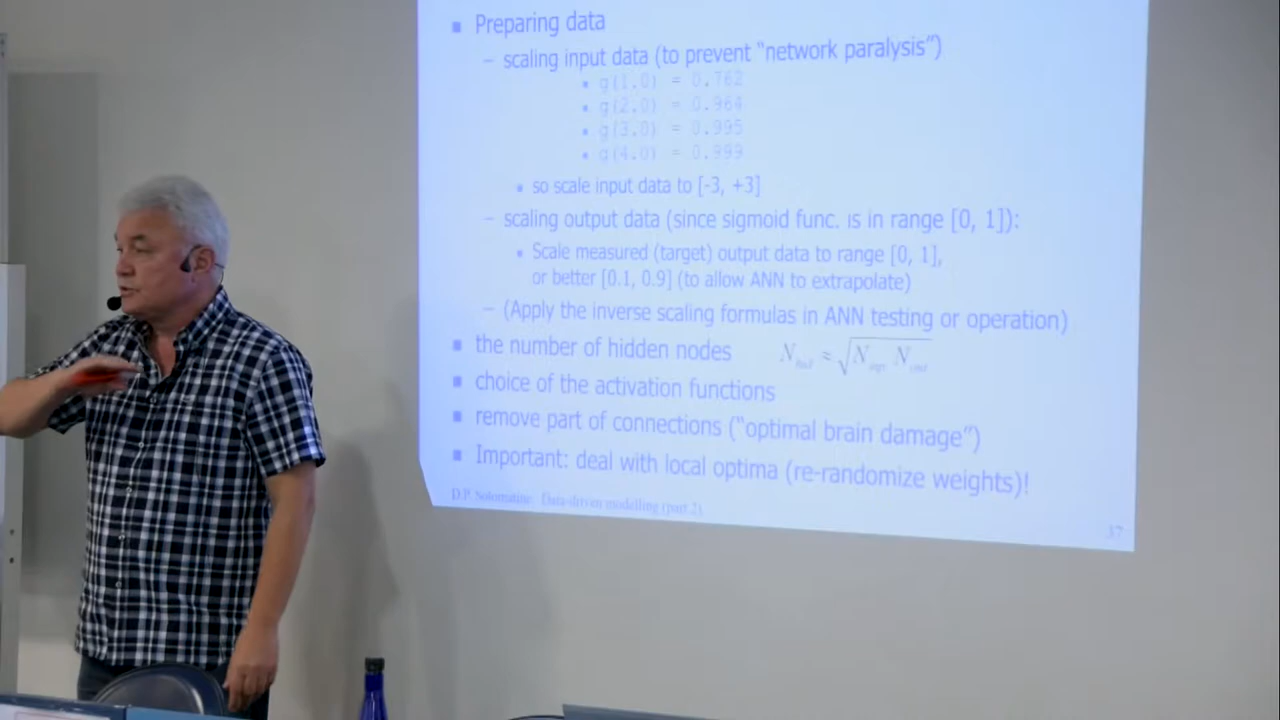 ▪ Preparing data
– scaling input data (to prevent “network paralysis”)
▪ g(1.0) = 0.762
▪ g(2.0) = 0.964
▪ g(3.0) = 0.995
▪ g(4.0) = 0.999
▪ so scale input data to [-3, +3]
– scaling output data (since sigmoid func. is in range [0, 1]):
▪ Scale measured (target) output data to range [0, 1],
or better [0.1, 0.9] (to allow ANN to extrapolate)
– (Apply the inverse scaling formulas in ANN testing or operation)
▪ the number of hidden nodes N_hid ≈ √(N_inp N_out)
▪ choice of the activation functions
▪ remove part of connections (“optimal brain damage”)
▪ Important: deal with local optima (re-randomize weights)!
D.P. Solomatine. Data-driven modelling (part 2).
37